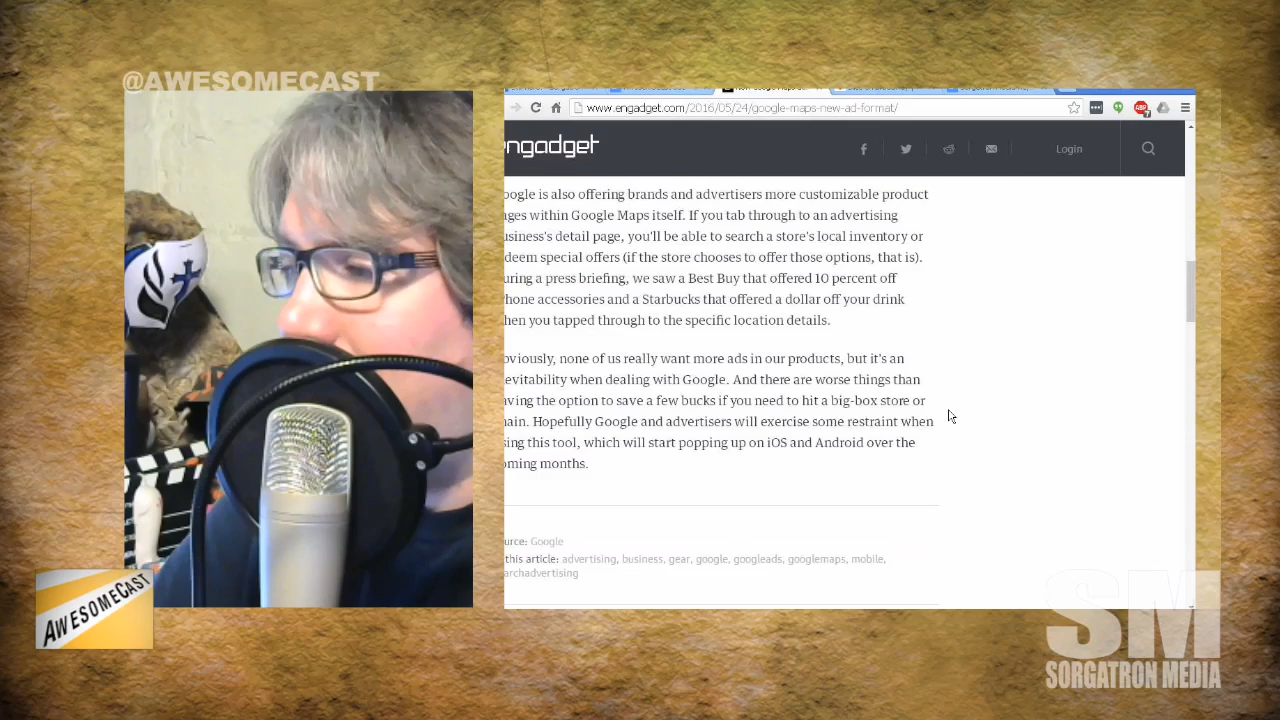 @AWESOMECAST
www.engadget.com/2016/05/24/google-maps-new-ad-format/
ABP
ngadget
Login
oogle is also offering brands and advertisers more customizable product
ages within Google Maps itself. If you tab through to an advertising
usiness's detail page, you'll be able to search a store's local inventory or
deem special offers (if the store chooses to offer those options, that is).
uring a press briefing, we saw a Best Buy that offered 10 percent off
hone accessories and a Starbucks that offered a dollar off your drink
hen you tapped through to the specific location details.
bviously, none of us really want more ads in our products, but it's an
evitability when dealing with Google. And there are worse things than
aving the option to save a few bucks if you need to hit a big-box store or
hain. Hopefully Google and advertisers will exercise some restraint when
sing this tool, which will start popping up on iOS and Android over the
oming months.
urce: Google
this article: advertising, business, gear, google, googleads, googlemaps, mobile,
archadvertising
AWESOMECAST
SM
SORGATRON MEDIA